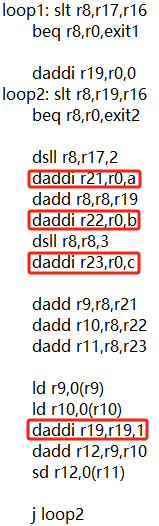 loop1: slt r8,r17,r16
beq r8,r0,exit1
daddi r19,r0,0
loop2: slt r8,r19,r16
beq r8,r0,exit2
dsll r8,r17,2
daddi r21,r0,a
dadd r8,r8,r19
daddi r22,r0,b
dsll r8,r8,3
daddi r23,r0,c
dadd r9,r8,r21
dadd r10,r8,r22
dadd r11,r8,r23
ld r9,0(r9)
ld r10,0(r10)
daddi r19,r19,1
dadd r12,r9,r10
sd r12,0(r11)
j loop2